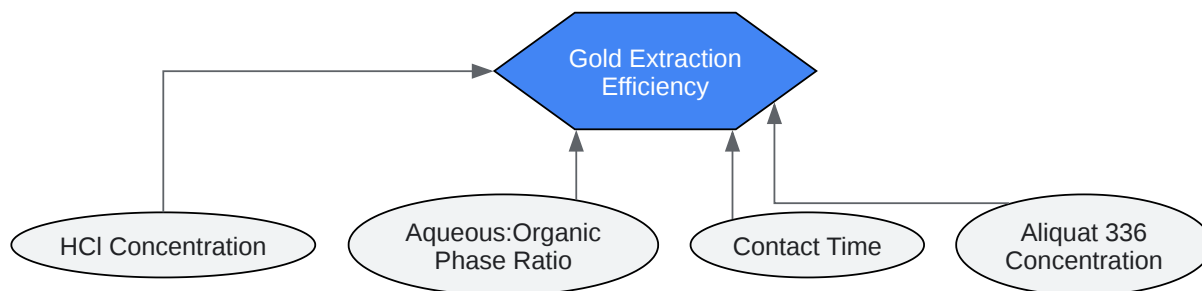 Gold Extraction
Efficiency
HCl Concentration
Aqueous:Organic
Phase Ratio
Contact Time
Aliquat 336
Concentration